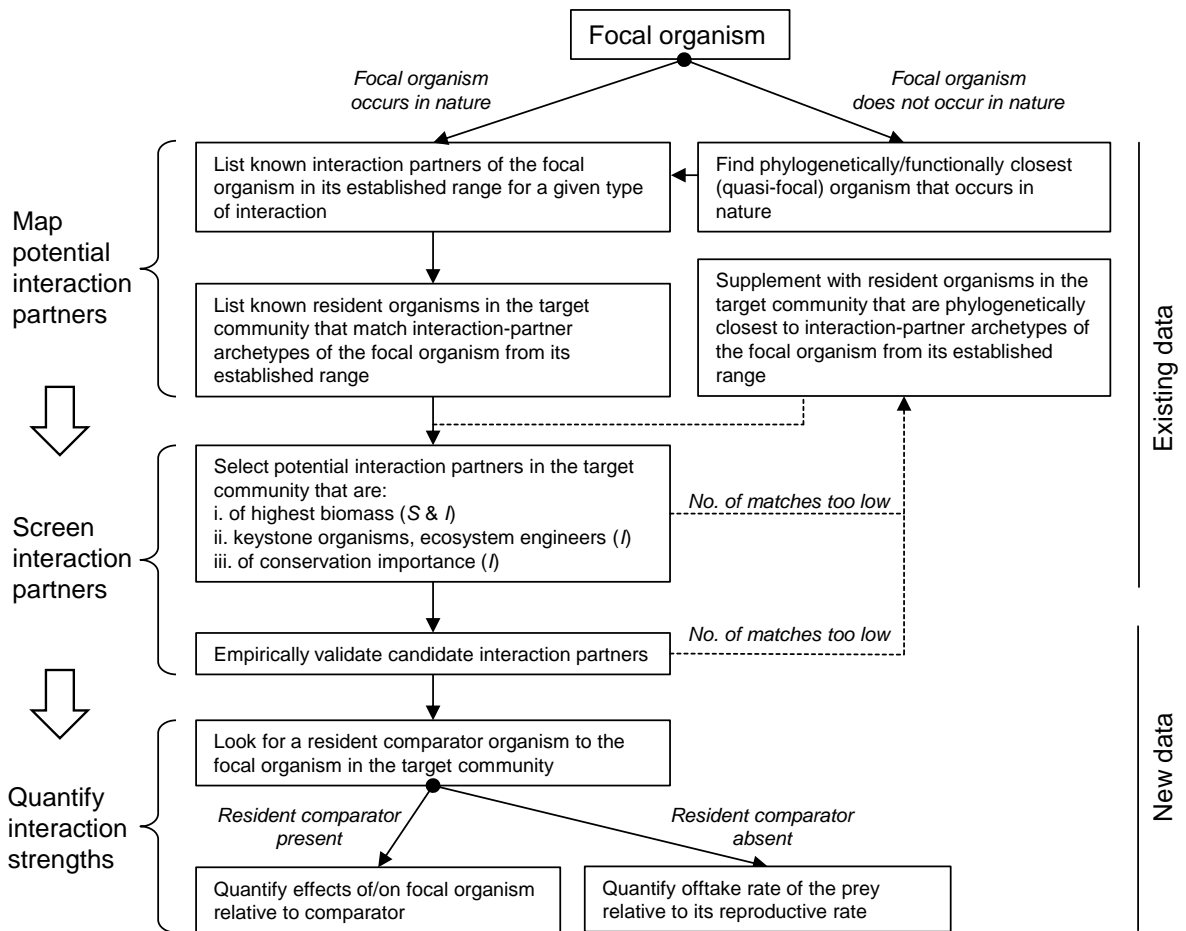 Focal organism
Focal organism
occurs in nature
Focal organism
does not occur in nature
Map
potential
interaction
partners
List known interaction partners of the focal
organism in its established range for a given type
of interaction
Find phylogenetically/functionally closest
(quasi-focal) organism that occurs in
nature
List known resident organisms in the target
community that match interaction-partner
archetypes of the focal organism from its
established range
Supplement with resident organisms in the
target community that are phylogenetically
closest to interaction-partner archetypes of
the focal organism from its established
range
Existing data
Screen
interaction
partners
Select potential interaction partners in the target
community that are:
i. of highest biomass (S & I)
ii. keystone organisms, ecosystem engineers (I)
iii. of conservation importance (I)
No. of matches too low
Empirically validate candidate interaction partners
No. of matches too low
New data
Quantify
interaction
strengths
Look for a resident comparator organism to the
focal organism in the target community
Resident comparator
present
Resident comparator
absent
Quantify effects of/on focal organism
relative to comparator
Quantify offtake rate of the prey
relative to its reproductive rate